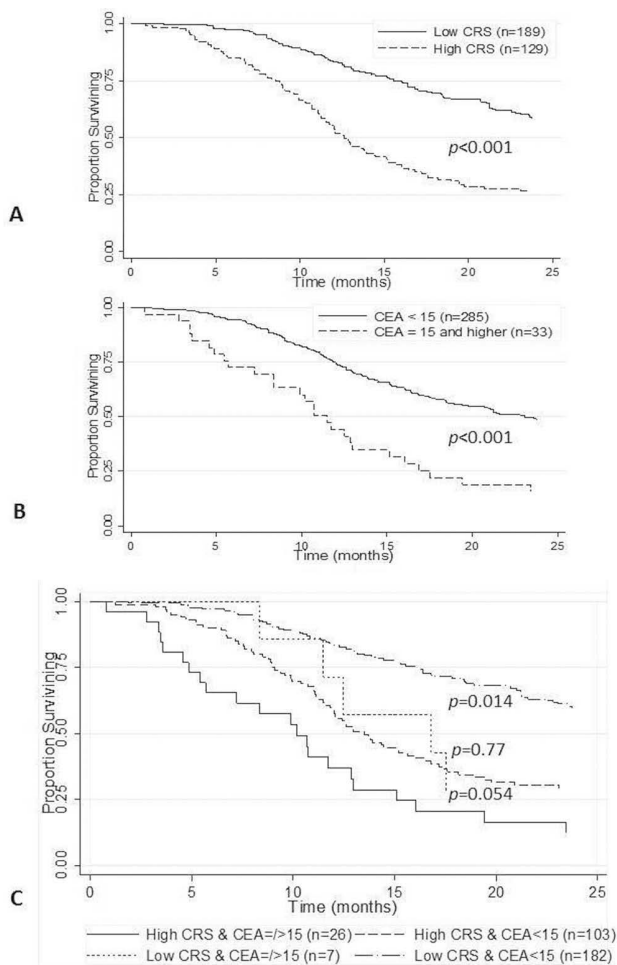 Low CRS (n=189)
High CRS (n=129)
Proportion Survivining
1.00
0.75
0.50
0.25
0.00
p<0.001
0 5 10 15 20 25
Time (months)
A
CEA < 15 (n=285)
CEA = 15 and higher (n=33)
Proportion Survivining
1.00
0.75
0.50
0.25
0.00
p<0.001
0 5 10 15 20 25
Time (months)
B
Proportion Survivining
1.00
0.75
0.50
0.25
0.00
p=0.014
p=0.77
p=0.054
0 5 10 15 20 25
Time (months)
C
High CRS & CEA=/>15 (n=26) High CRS & CEA<15 (n=103)
Low CRS & CEA=/>15 (n=7) Low CRS & CEA<15 (n=182)